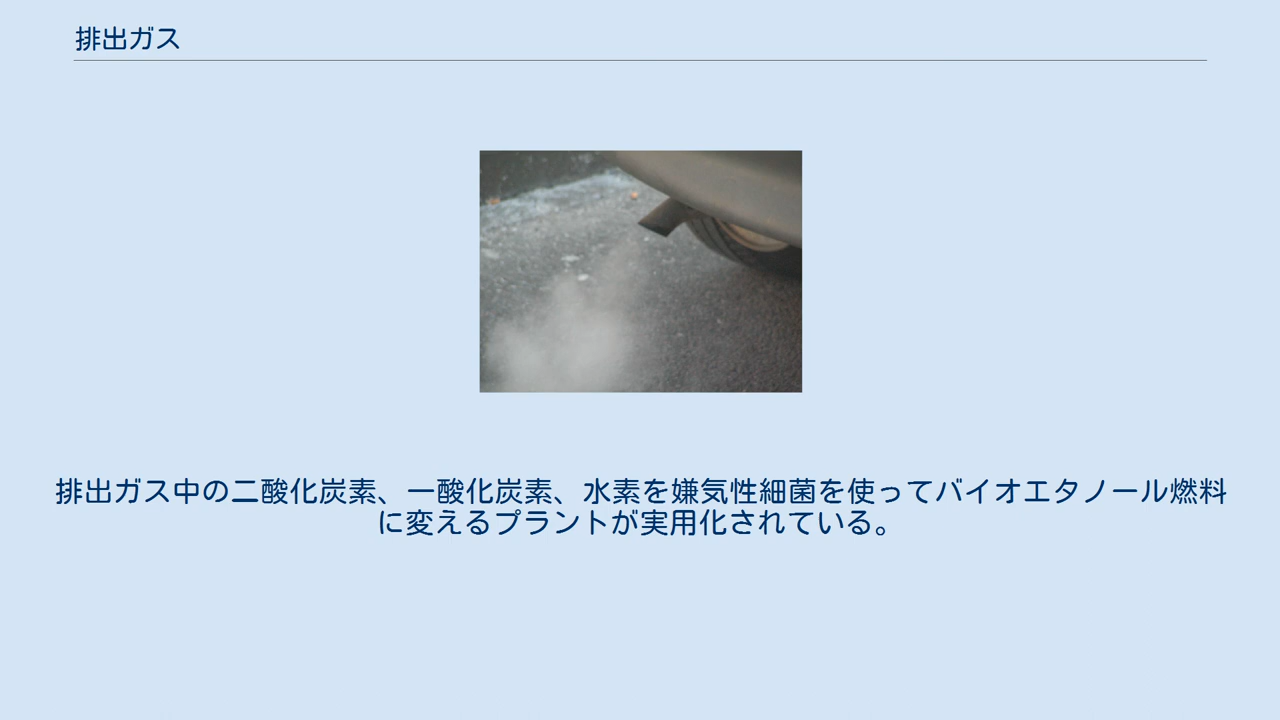 排出ガス
排出ガス中の二酸化炭素、一酸化炭素、水素を嫌気性細菌を使ってバイオエタノール燃料
に変えるプラントが実用化されている。